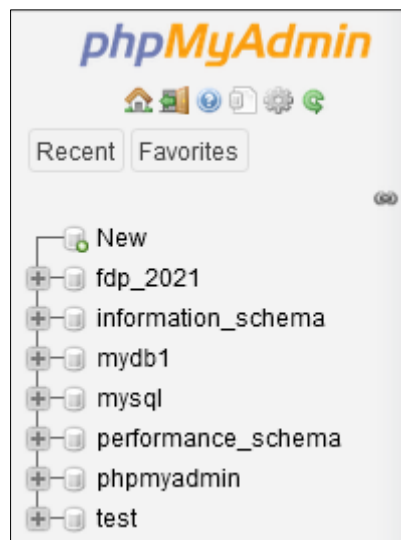 phpMyAdmin
Recent Favorites
New
fdp_2021
information_schema
mydb1
mysql
performance_schema
phpmyadmin
test